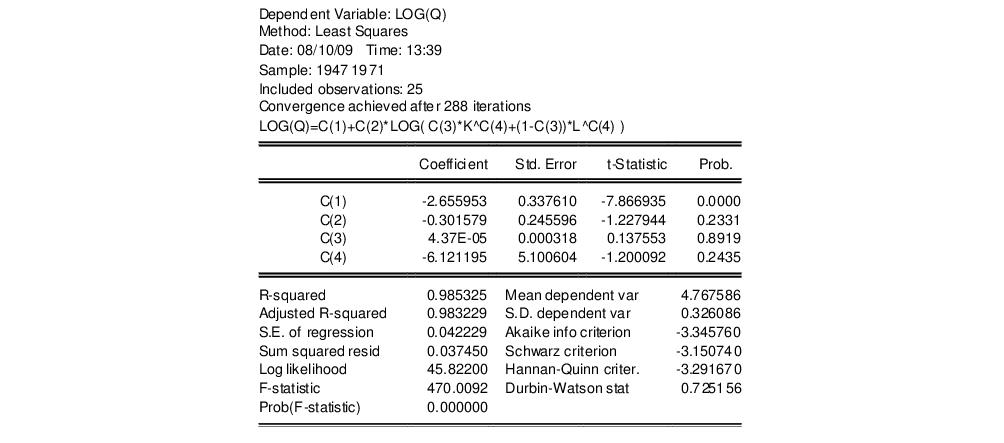 Dependent Variable: LOG(Q)
Method: Least Squares
Date: 08/10/09 Time: 13:39
Sample: 1947 1971
Included observations: 25
Convergence achieved after 288 iterations
LOG(Q)=C(1)+C(2)*LOG( C(3)*K^C(4)+(1-C(3))*L^C(4) )
Coefficient Std. Error t-Statistic Prob.
C(1) -2.655953 0.337610 -7.866935 0.0000
C(2) -0.301579 0.245596 -1.227944 0.2331
C(3) 4.37E-05 0.000318 0.137553 0.8919
C(4) -6.121195 5.100604 -1.200092 0.2435
R-squared 0.985325 Mean dependent var 4.767586
Adjusted R-squared 0.983229 S.D. dependent var 0.326086
S.E. of regression 0.042229 Akaike info criterion -3.345760
Sum squared resid 0.037450 Schwarz criterion -3.150740
Log likelihood 45.82200 Hannan-Quinn criter. -3.291670
F-statistic 470.0092 Durbin-Watson stat 0.725156
Prob(F-statistic) 0.000000